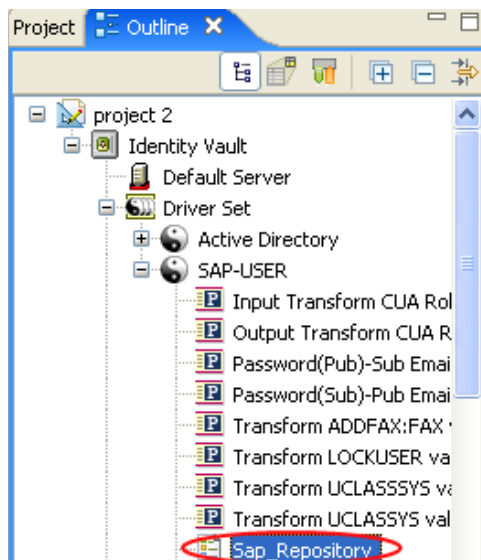 Project Outline
project 2
Identity Vault
Default Server
Driver Set
Active Directory
SAP-USER
Input Transform CUA Rol
Output Transform CUA R
Password(Pub)-Sub Emai
Password(Sub)-Pub Emai
Transform ADDFAX:FAX
Transform LOCKUSER va
Transform UCLASSSYS va
Transform UCLASSYS val
Sap_Repository